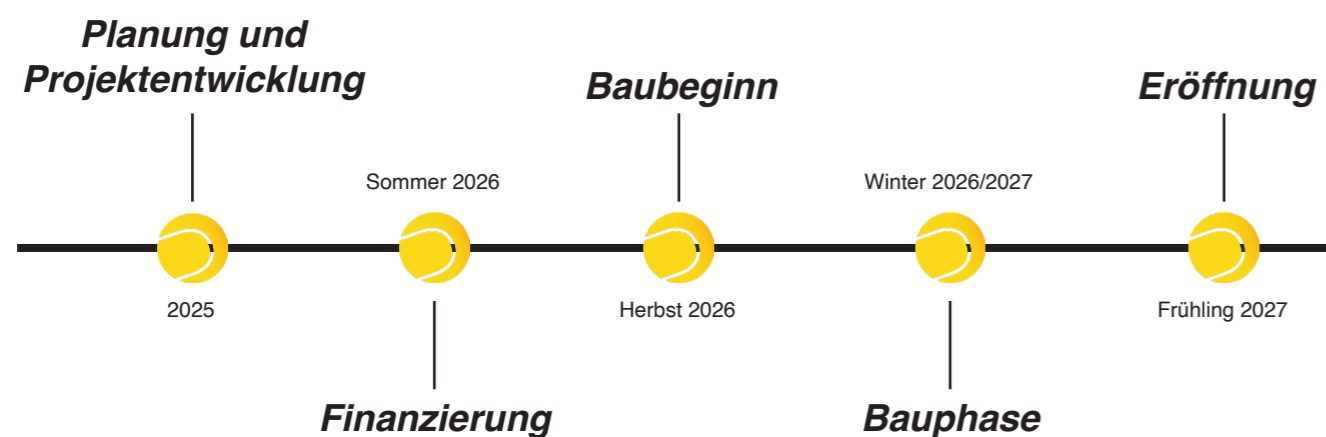 Planung und
Projektentwicklung
2025
Sommer 2026
Finanzierung
Baubeginn
Herbst 2026
Winter 2026/2027
Bauphase
Eröffnung
Frühling 2027